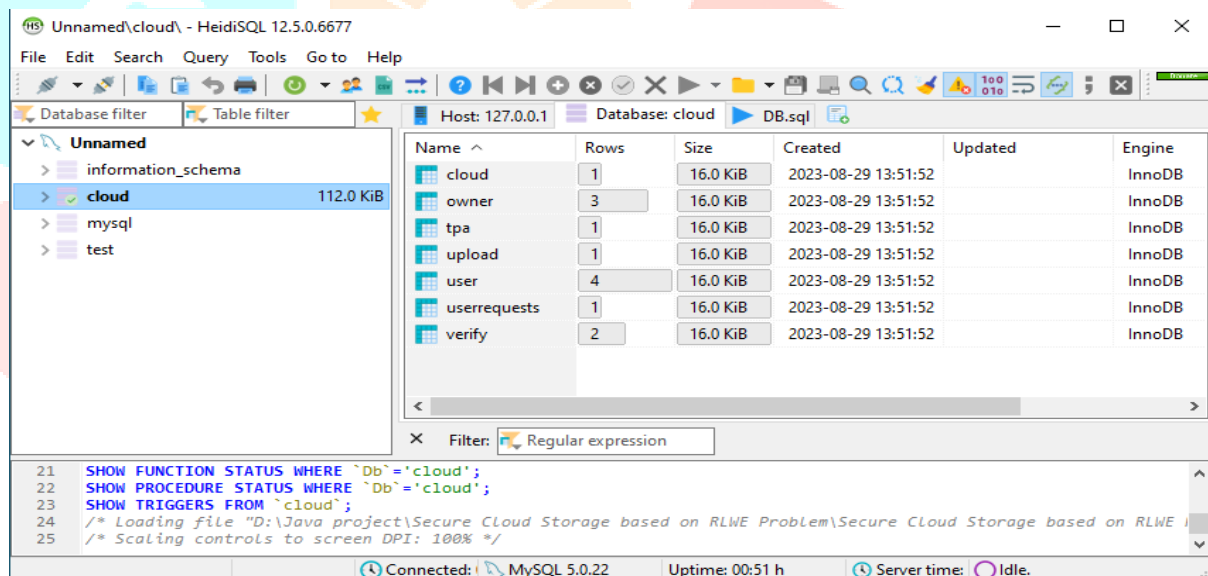 HS Unnamed\cloud\ - HeidiSQL 12.5.0.6677
File Edit Search Query Tools Go to Help
Database filter Table filter Host: 127.0.0.1 Database: cloud DB.sql
Unnamed
information_schema
cloud 112.0 KiB
mysql
test
Name Rows Size Created Updated Engine
cloud 1 16.0 KiB 2023-08-29 13:51:52 InnoDB
owner 3 16.0 KiB 2023-08-29 13:51:52 InnoDB
tpa 1 16.0 KiB 2023-08-29 13:51:52 InnoDB
upload 1 16.0 KiB 2023-08-29 13:51:52 InnoDB
user 4 16.0 KiB 2023-08-29 13:51:52 InnoDB
userrequests 1 16.0 KiB 2023-08-29 13:51:52 InnoDB
verify 2 16.0 KiB 2023-08-29 13:51:52 InnoDB
Filter: Regular expression
21 SHOW FUNCTION STATUS WHERE `Db`='cloud';
22 SHOW PROCEDURE STATUS WHERE `Db`='cloud';
23 SHOW TRIGGERS FROM `cloud`;
24 /* Loading file "D:\Java project\Secure Cloud Storage based on RLWE Problem\Secure Cloud Storage based on RLWE
25 /* Scaling controls to screen DPI: 100% */
Connected: MySQL 5.0.22 Uptime: 00:51 h Server time: Idle.